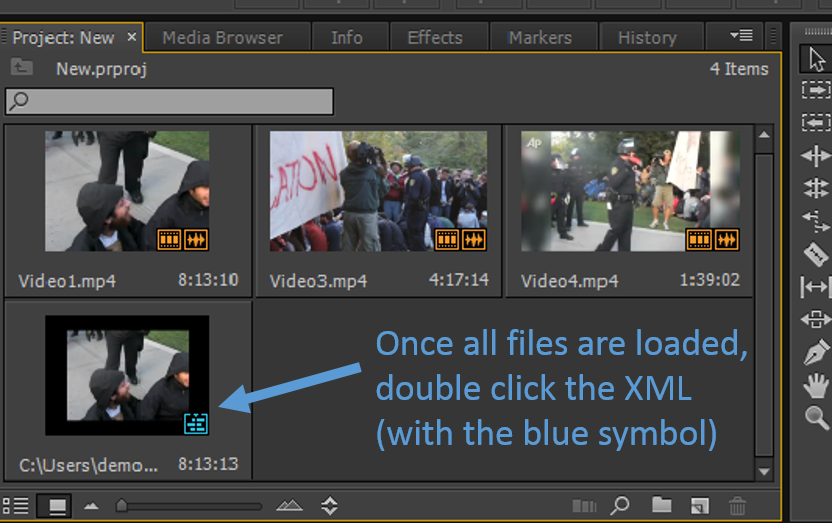 Project: New ×
Media Browser
Info
Effects
Markers
History
New.prproj
4 Items
CATION
AP
Video1.mp4 8:13:10
Video3.mp4 4:17:14
Video4.mp4 1:39:02
Once all files are loaded,
double click the XML
(with the blue symbol)
C:\Users\demo... 8:13:13